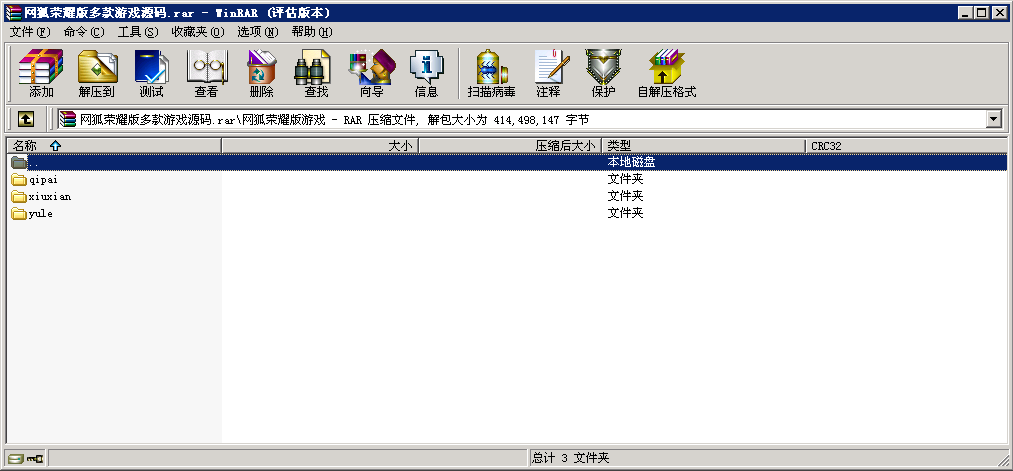 网狐荣耀版多款游戏源码.rar - WinRAR (评估版本)
文件(F) 命令(C) 工具(S) 收藏夹(O) 选项(N) 帮助(H)
添加 解压到 测试 查看 删除 查找 向导 信息 扫描病毒 注释 保护 自解压格式
网狐荣耀版多款游戏源码.rar\网狐荣耀版游戏 - RAR 压缩文件, 解包大小为 414,498,147 字节
名称 大小 压缩后大小 类型 CRC32
.. 本地磁盘
qipai 文件夹
xiuxian 文件夹
yule 文件夹
总计 3 文件夹